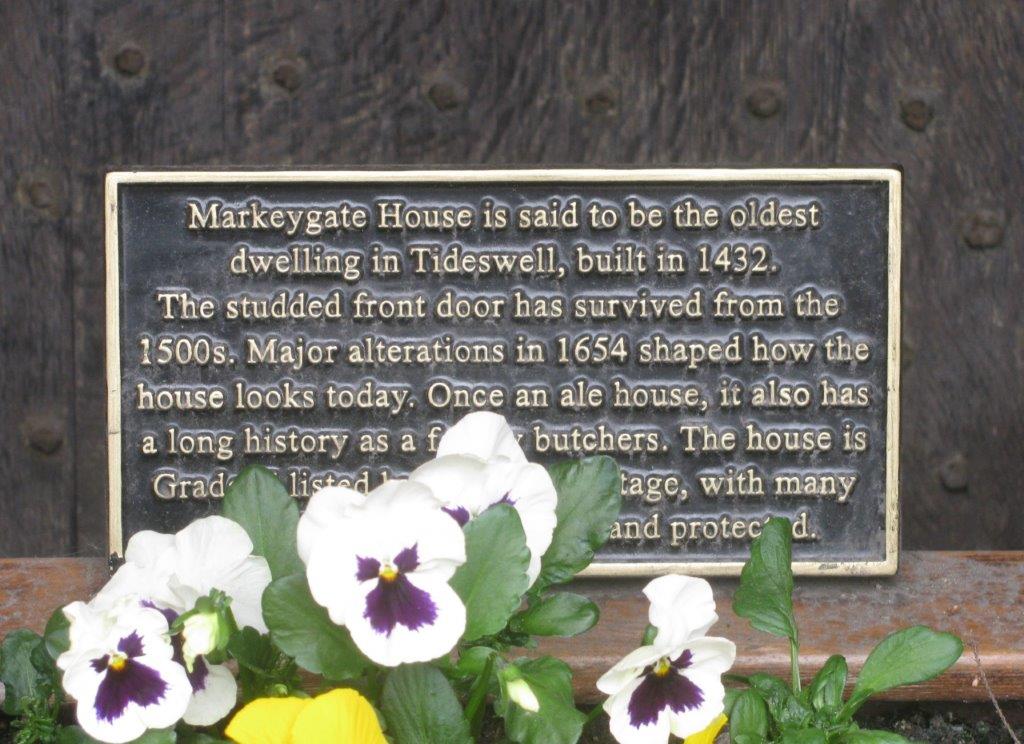 Markeygate House is said to be the oldest
dwelling in Tideswell, built in 1432.
The studded front door has survived from the
1500s. Major alterations in 1654 shaped how the
house looks today. Once an ale house, it also has
a long history as a butchers. The house is
listed with many
and